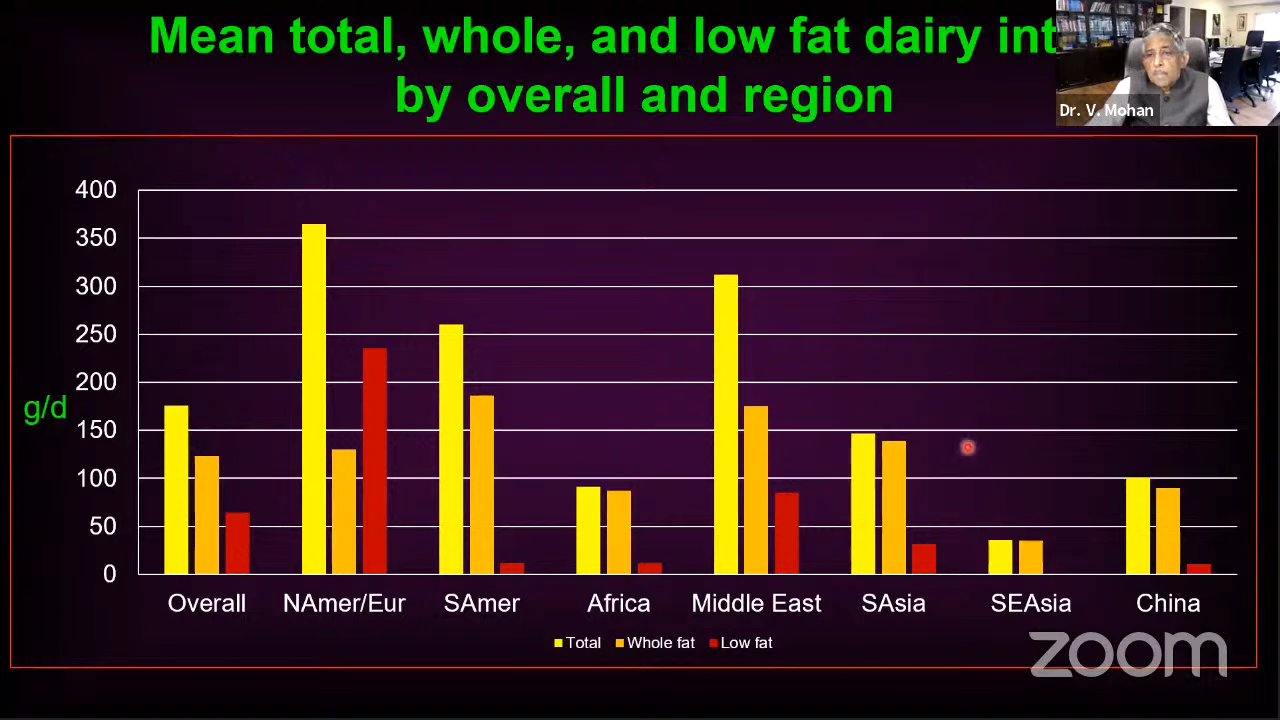 Mean total, whole, and low fat dairy int
by overall and region
Dr. V. Mohan
400
350
300
250
200
g/d
150
100
50
0
Overall NAmer/Eur SAmer Africa Middle East SAsia SEAsia China
Total Whole fat Low fat
zoom